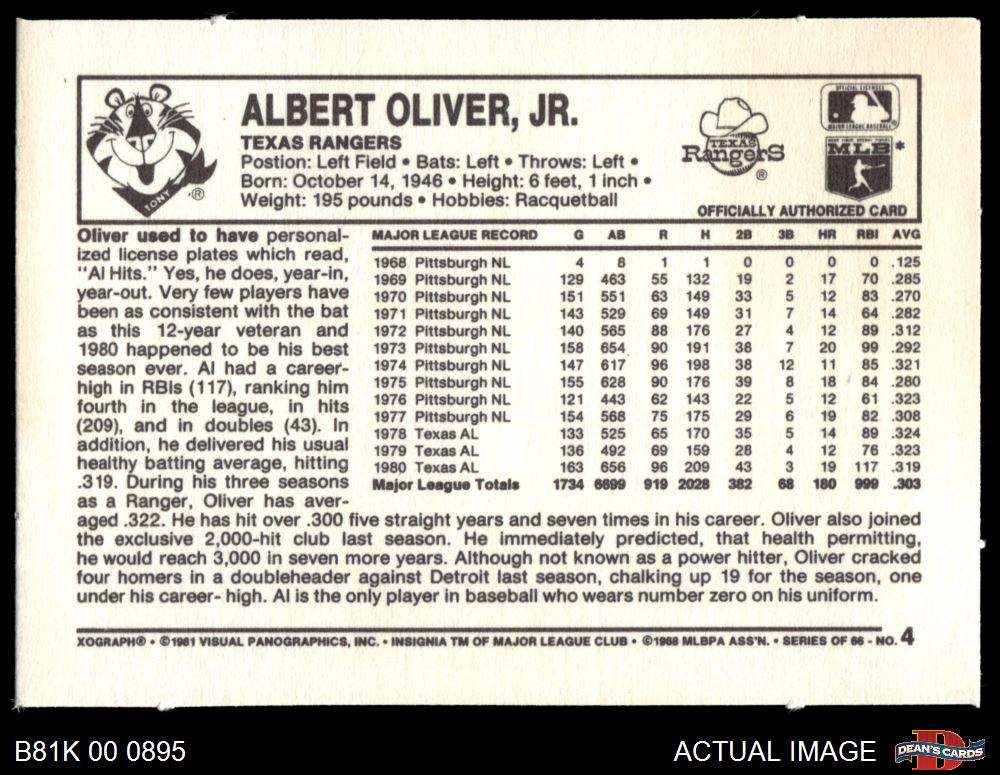 ALBERT OLIVER, JR.
TEXAS RANGERS
Postion: Left Field • Bats: Left • Throws: Left •
Born: October 14, 1946 • Height: 6 feet, 1 inch •
Weight: 195 pounds • Hobbies: Racquetball
TONY ®
TEXAS
RangerS
®
OFFICIAL LICENSEE
MAJOR LEAGUE BASEBALL
MLB *
OFFICIALLY AUTHORIZED CARD
Oliver used to have personal-
ized license plates which read,
"Al Hits." Yes, he does, year-in,
year-out. Very few players have
been as consistent with the bat
as this 12-year veteran and
1980 happened to be his best
season ever. Al had a career-
high in RBIs (117), ranking him
fourth in the league, in hits
(209), and in doubles (43). In
addition, he delivered his usual
healthy batting average, hitting
.319. During his three seasons
as a Ranger, Oliver has aver-
aged .322. He has hit over .300 five straight years and seven times in his career. Oliver also joined
the exclusive 2,000-hit club last season. He immediately predicted, that health permitting,
he would reach 3,000 in seven more years. Although not known as a power hitter, Oliver cracked
four homers in a doubleheader against Detroit last season, chalking up 19 for the season, one
under his career- high. Al is the only player in baseball who wears number zero on his uniform.
MAJOR LEAGUE RECORD G AB R H 2B 3B HR RBI AVG
1968 Pittsburgh NL 4 8 1 1 0 0 0 0 .125
1969 Pittsburgh NL 129 463 55 132 19 2 17 70 .285
1970 Pittsburgh NL 151 551 63 149 33 5 12 83 .270
1971 Pittsburgh NL 143 529 69 149 31 7 14 64 .282
1972 Pittsburgh NL 140 565 88 176 27 4 12 89 .312
1973 Pittsburgh NL 158 654 90 191 38 7 20 99 .292
1974 Pittsburgh NL 147 617 96 198 38 12 11 85 .321
1975 Pittsburgh NL 155 628 90 176 39 8 18 84 .280
1976 Pittsburgh NL 121 443 62 143 22 5 12 61 .323
1977 Pittsburgh NL 154 568 75 175 29 6 19 82 .308
1978 Texas AL 133 525 65 170 35 5 14 89 .324
1979 Texas AL 136 492 69 159 28 4 12 76 .323
1980 Texas AL 163 656 96 209 43 3 19 117 .319
Major League Totals 1734 6699 919 2028 382 68 180 999 .303
XOGRAPH® • ©1981 VISUAL PANOGRAPHICS, INC. • INSIGNIA TM OF MAJOR LEAGUE CLUB • ©1968 MLBPA ASS'N. • SERIES OF 66 - NO. 4
B81K 00 0895
ACTUAL IMAGE
DEAN'S CARDS